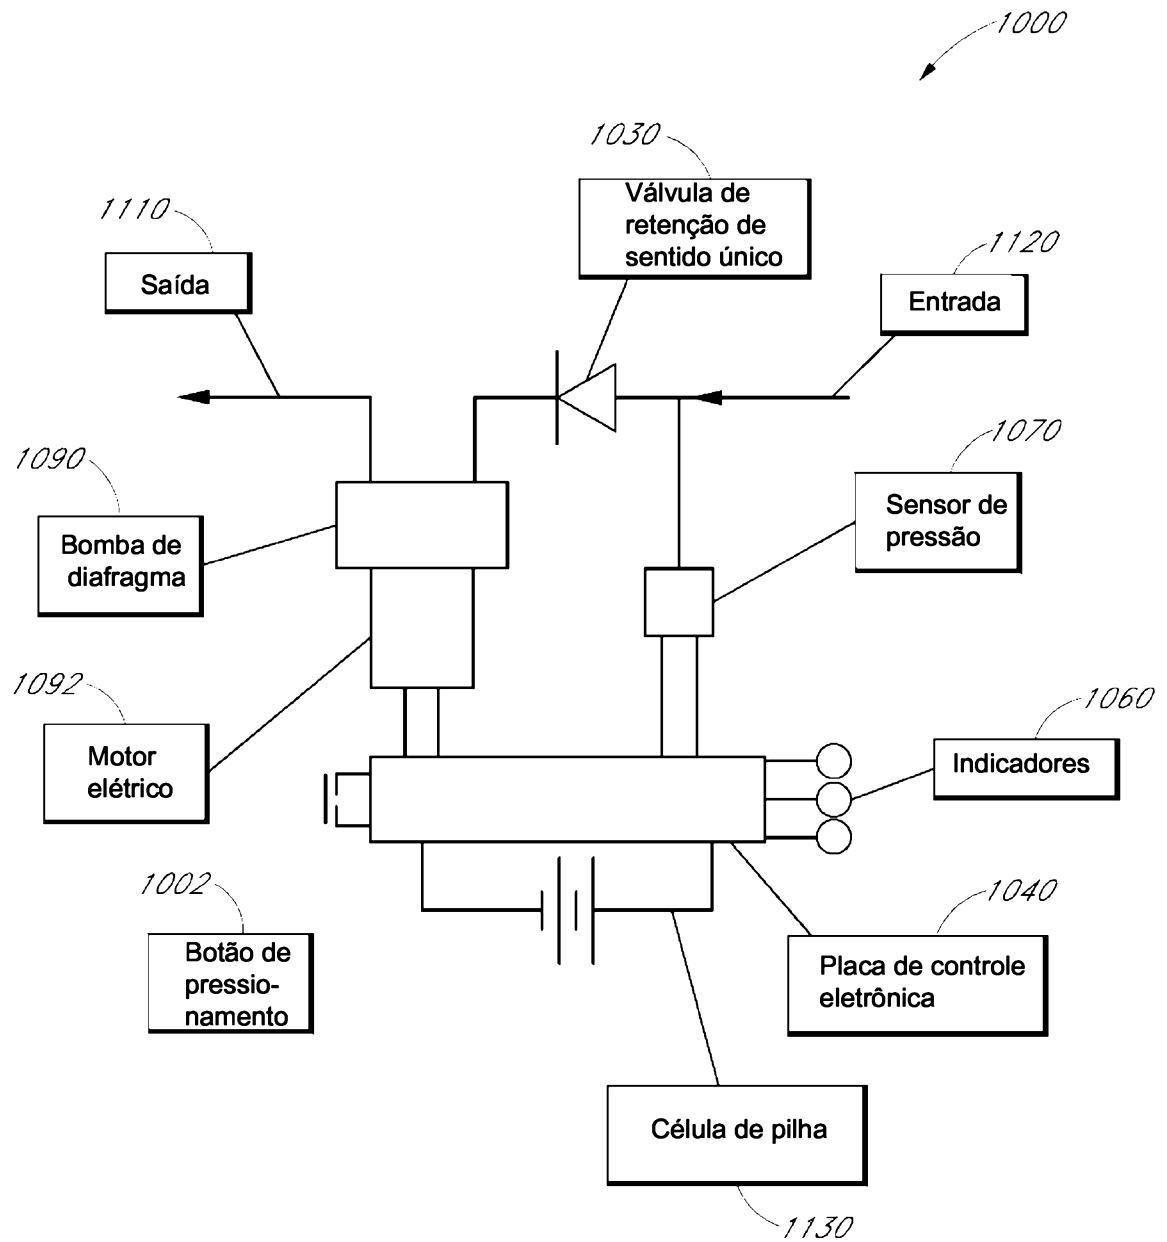 1000
1030
Válvula de
retenção de
sentido único
1110
Saída
1120
Entrada
1070
Sensor de
pressão
1090
Bomba de
diafragma
1092
Motor
elétrico
1060
Indicadores
1002
Botão de
pressio-
namento
1040
Placa de controle
eletrônica
Célula de pilha
1130